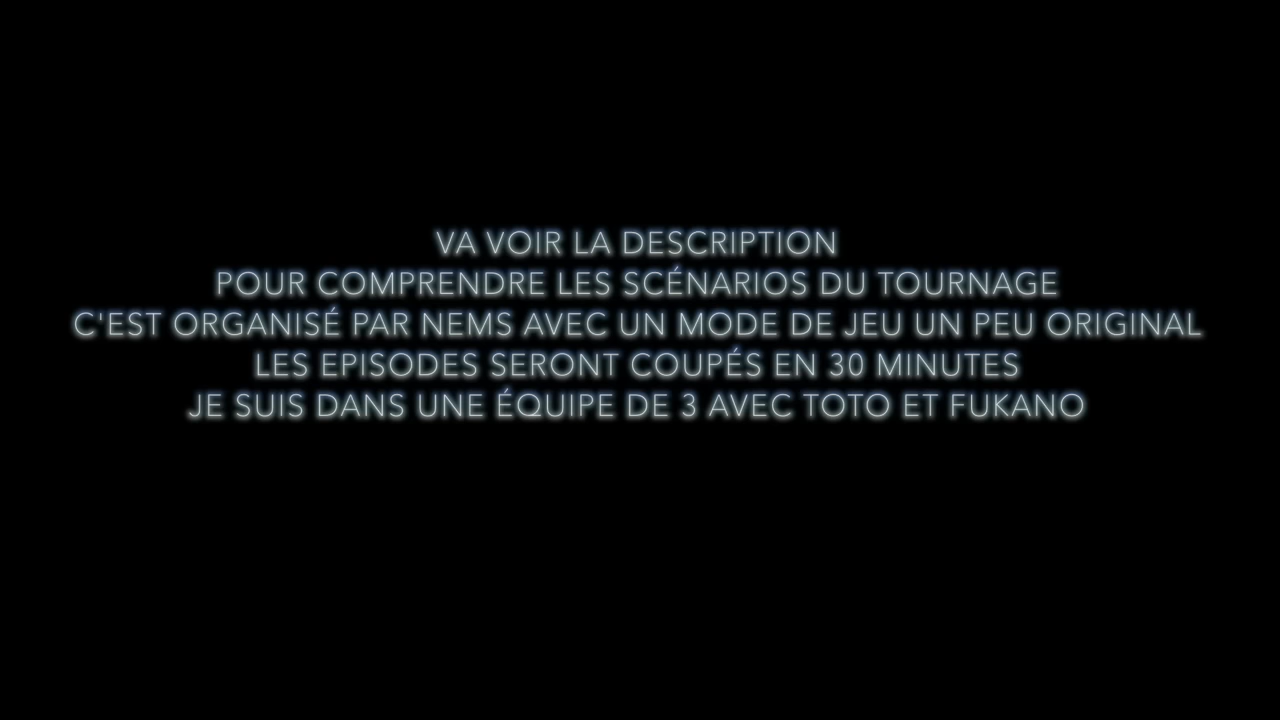 VA VOIR LA DESCRIPTION
POUR COMPRENDRE LES SCÉNARIOS DU TOURNAGE
C'EST ORGANISÉ PAR NEMS AVEC UN MODE DE JEU UN PEU ORIGINAL
LES EPISODES SERONT COUPÉS EN 30 MINUTES
JE SUIS DANS UNE ÉQUIPE DE 3 AVEC TOTO ET FUKANO